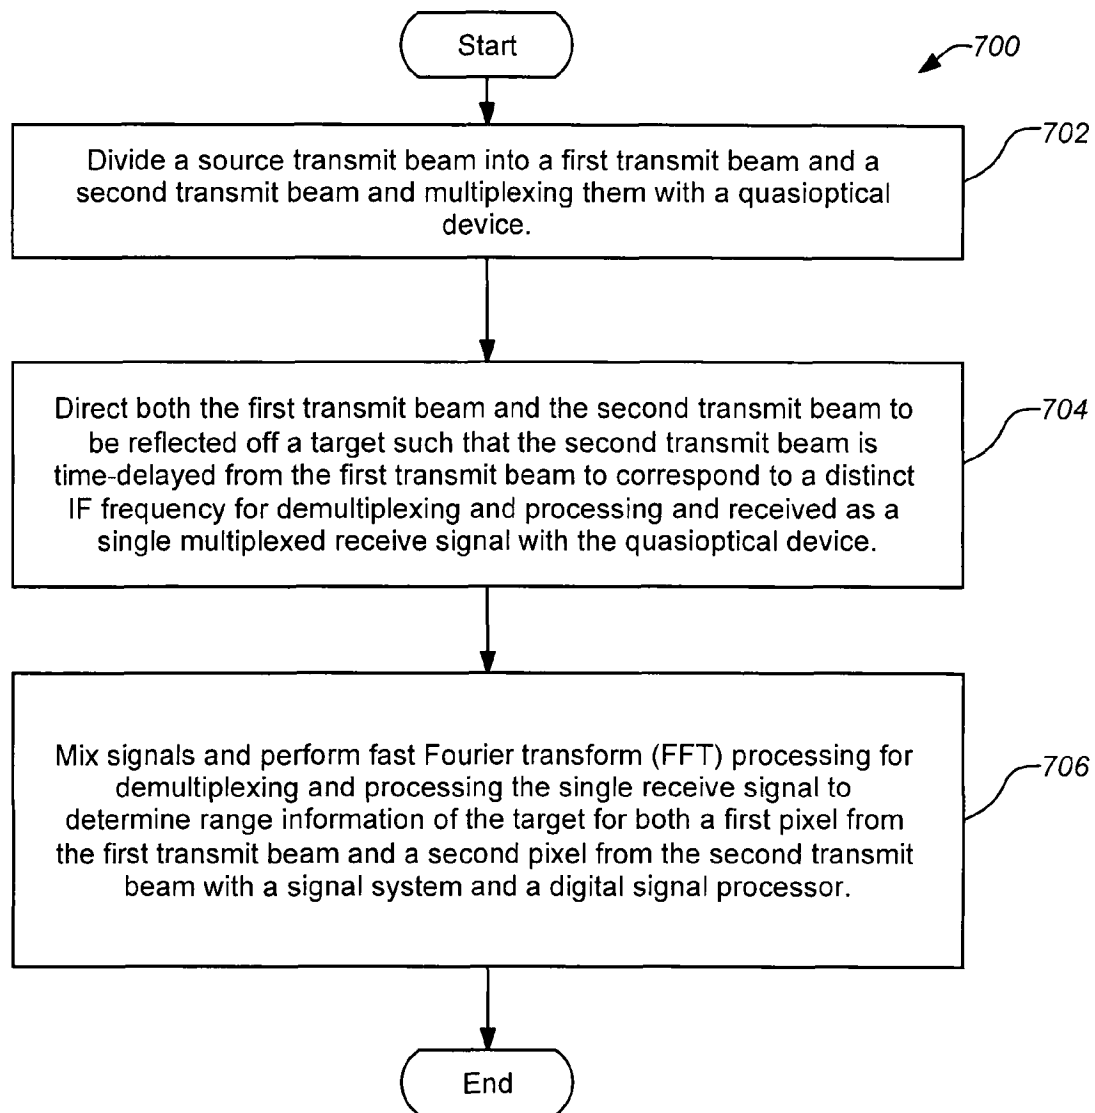 Start
700
702
Divide a source transmit beam into a first transmit beam and a
second transmit beam and multiplexing them with a quasioptical
device.
704
Direct both the first transmit beam and the second transmit beam to
be reflected off a target such that the second transmit beam is
time-delayed from the first transmit beam to correspond to a distinct
IF frequency for demultiplexing and processing and received as a
single multiplexed receive signal with the quasioptical device.
706
Mix signals and perform fast Fourier transform (FFT) processing for
demultiplexing and processing the single receive signal to
determine range information of the target for both a first pixel from
the first transmit beam and a second pixel from the second transmit
beam with a signal system and a digital signal processor.
End